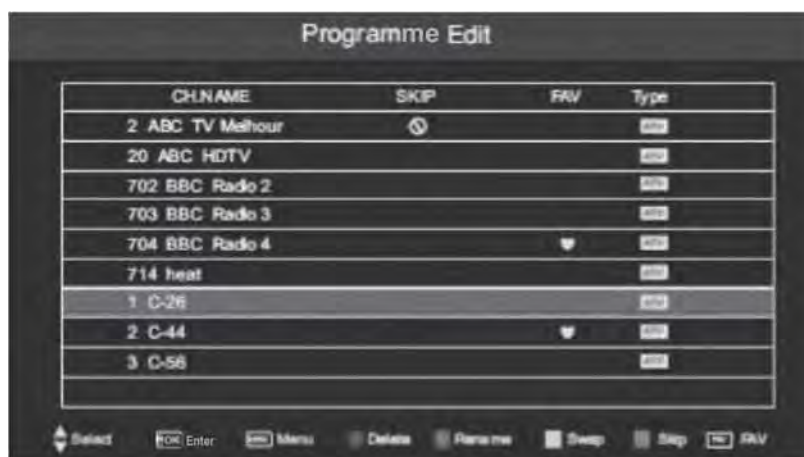 Programme Edit
CH.NAME SKIP FAV Type
2 ABC TV Melhour
20 ABC HDTV
702 BBC Radio 2
703 BBC Radio 3
704 BBC Radio 4
714 heat
1 C-26
2 C-44
3 C-56
Select OK Enter Menu Delete Rename Swap Skip FAV